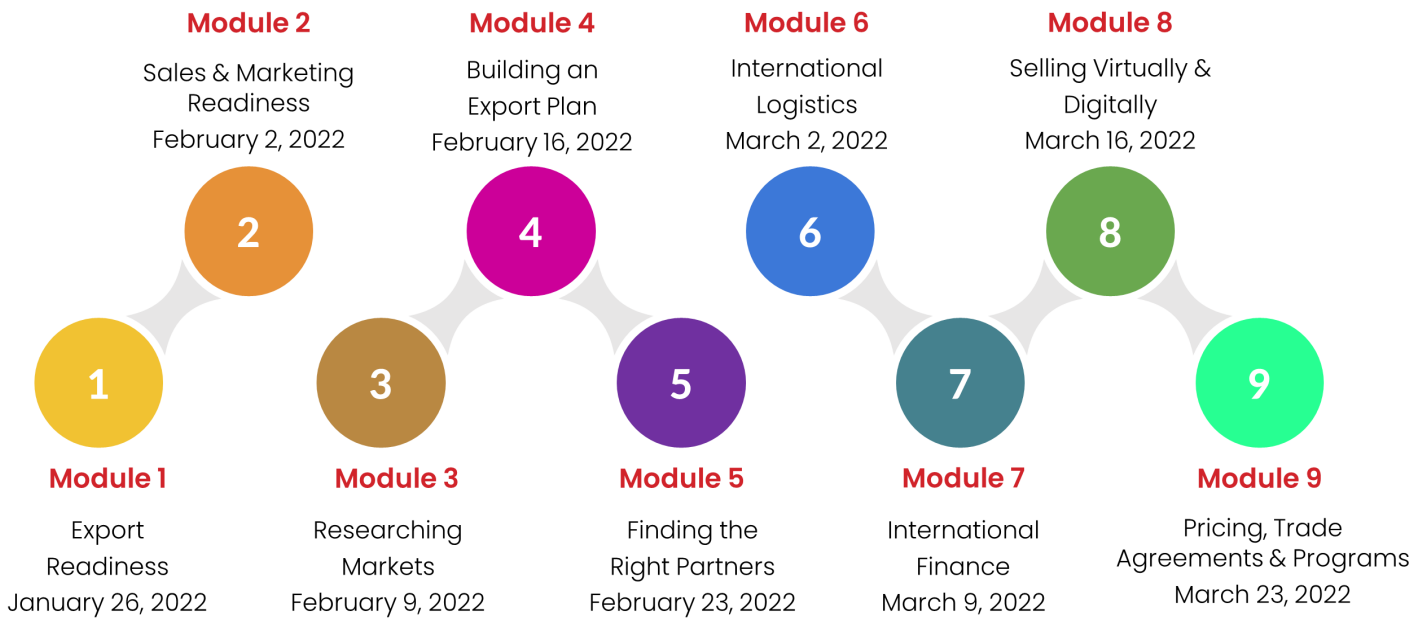 Module 2
Sales & Marketing
Readiness
February 2, 2022
Module 4
Building an
Export Plan
February 16, 2022
Module 6
International
Logistics
March 2, 2022
Module 8
Selling Virtually &
Digitally
March 16, 2022
2
4
6
8
1
3
5
7
9
Module 1
Export
Readiness
January 26, 2022
Module 3
Researching
Markets
February 9, 2022
Module 5
Finding the
Right Partners
February 23, 2022
Module 7
International
Finance
March 9, 2022
Module 9
Pricing, Trade
Agreements & Programs
March 23, 2022